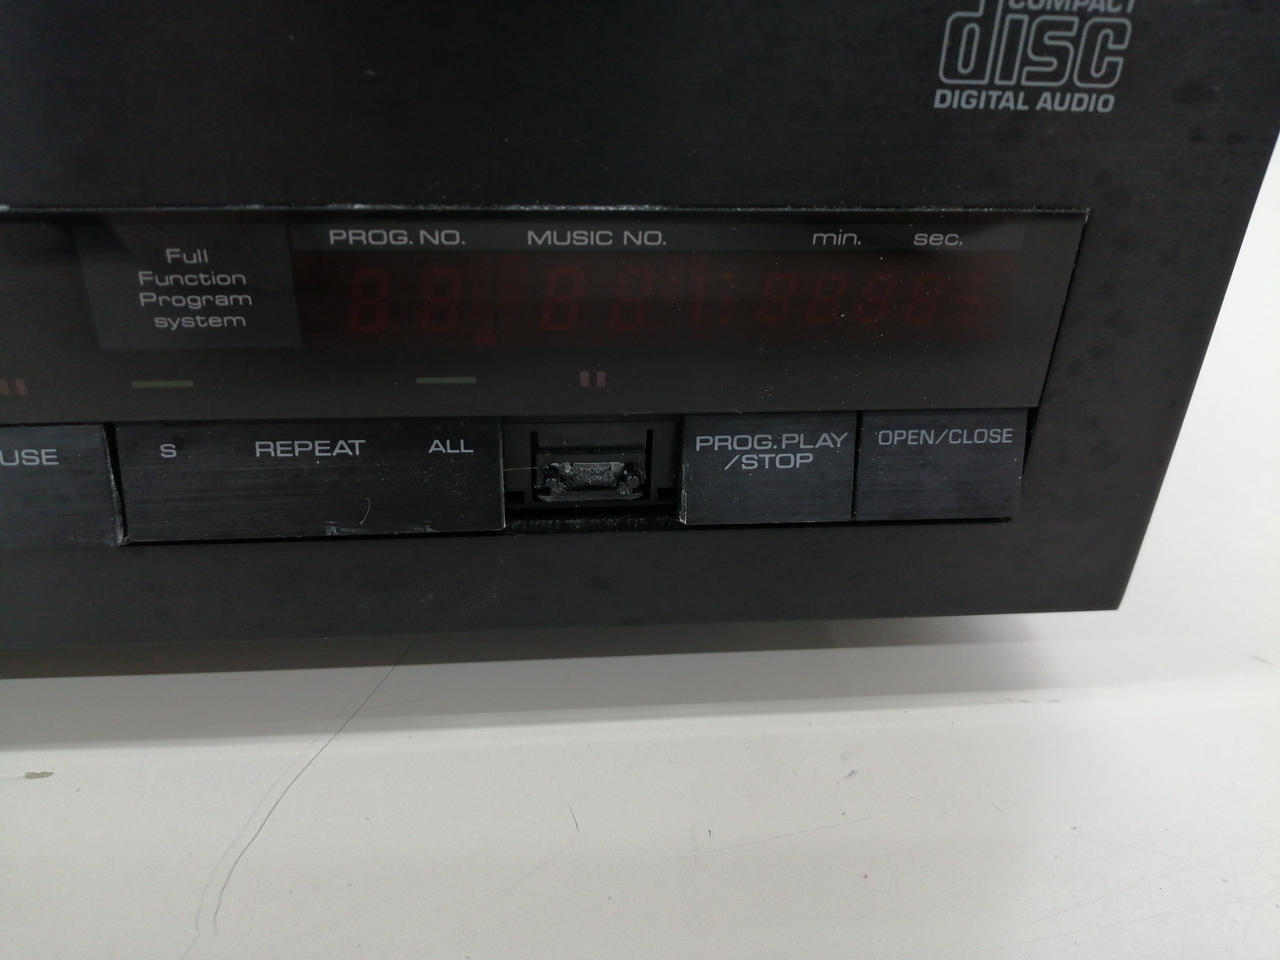 COMPACT
disc
DIGITAL AUDIO
PROG. NO. MUSIC NO. min. sec.
Full
Function
Program
system
USE
S REPEAT ALL
PROG. PLAY
/STOP
OPEN/CLOSE